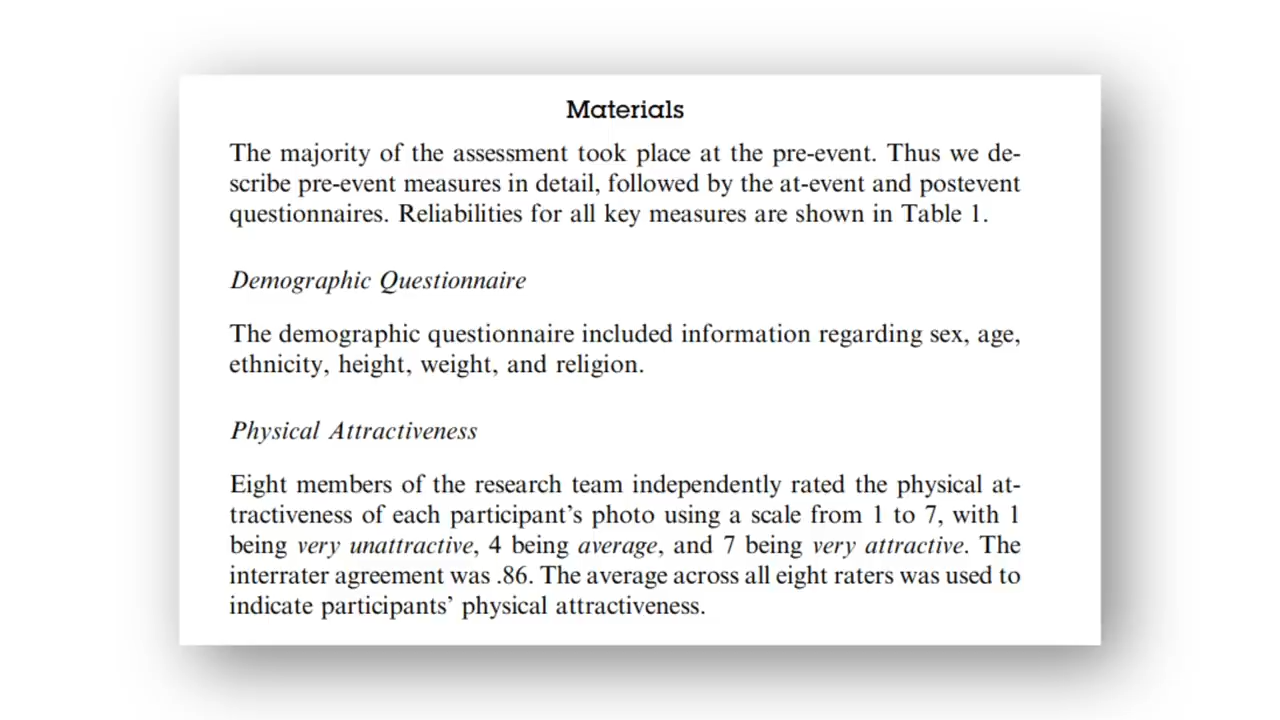 Materials
The majority of the assessment took place at the pre-event. Thus we de-
scribe pre-event measures in detail, followed by the at-event and postevent
questionnaires. Reliabilities for all key measures are shown in Table 1.
Demographic Questionnaire
The demographic questionnaire included information regarding sex, age,
ethnicity, height, weight, and religion.
Physical Attractiveness
Eight members of the research team independently rated the physical at-
tractiveness of each participant's photo using a scale from 1 to 7, with 1
being very unattractive, 4 being average, and 7 being very attractive. The
interrater agreement was .86. The average across all eight raters was used to
indicate participants' physical attractiveness.